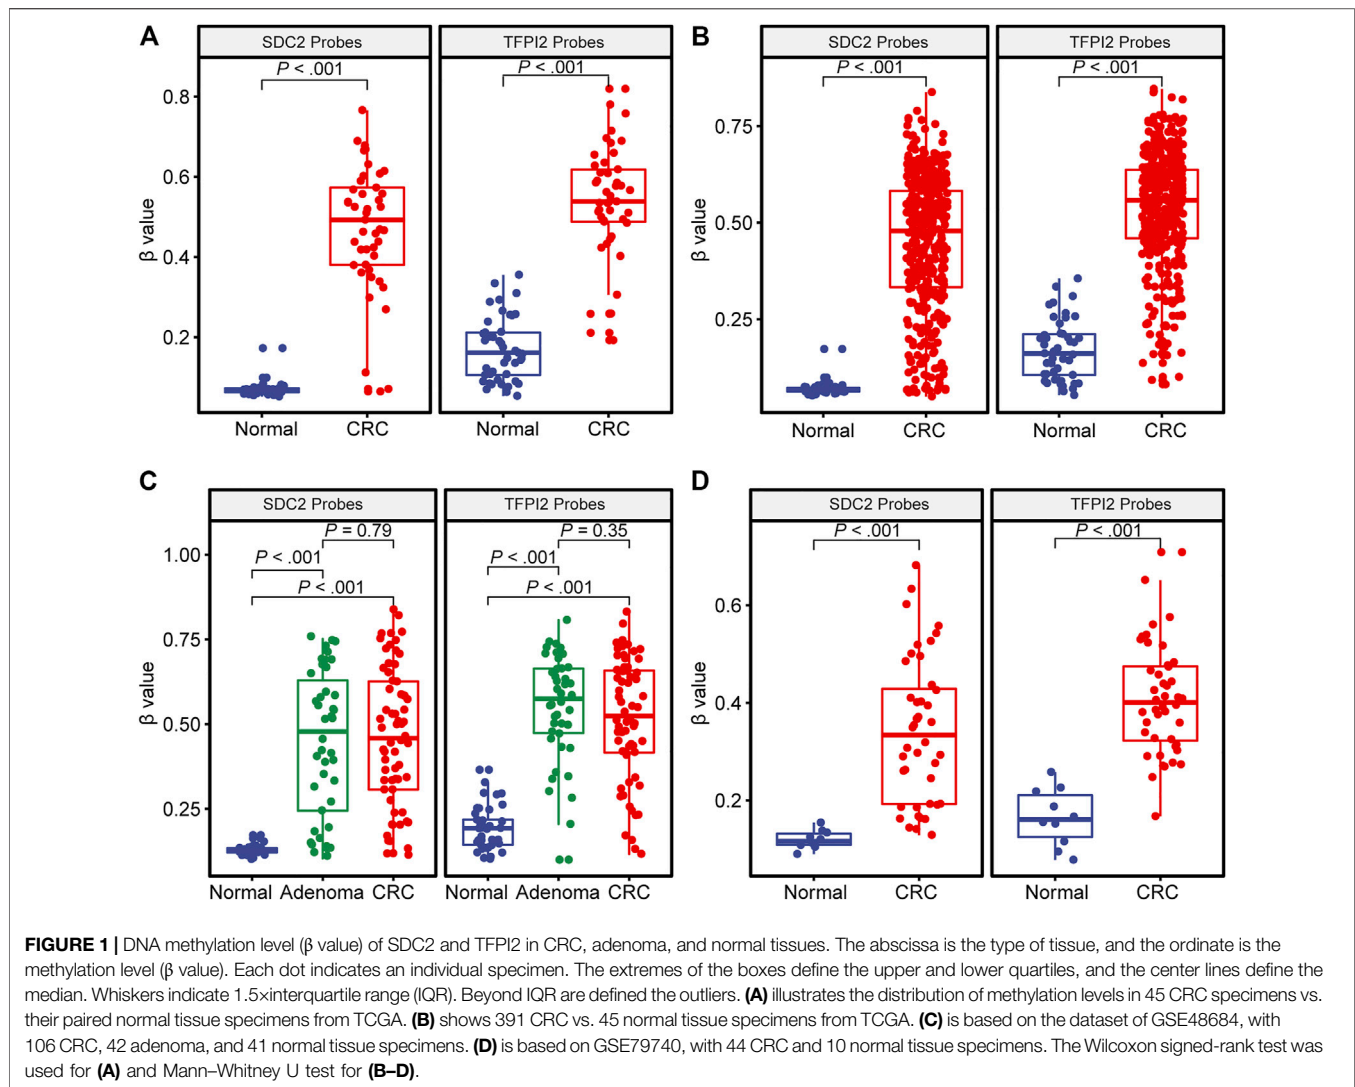 A
SDC2 Probes
TFPI2 Probes
P < .001
P < .001
0.8
0.6
0.4
0.2
β value
Normal
CRC
Normal
CRC
B
SDC2 Probes
TFPI2 Probes
P < .001
P < .001
0.75
0.50
0.25
β value
Normal
CRC
Normal
CRC
C
SDC2 Probes
TFPI2 Probes
P = 0.79
P < .001
P < .001
P = 0.35
P < .001
P < .001
1.00
0.75
0.50
0.25
β value
Normal
Adenoma
CRC
Normal
Adenoma
CRC
D
SDC2 Probes
TFPI2 Probes
P < .001
P < .001
0.6
0.4
0.2
β value
Normal
CRC
Normal
CRC
FIGURE 1 | DNA methylation level (β value) of SDC2 and TFPI2 in CRC, adenoma, and normal tissues. The abscissa is the type of tissue, and the ordinate is the
methylation level (β value). Each dot indicates an individual specimen. The extremes of the boxes define the upper and lower quartiles, and the center lines define the
median. Whiskers indicate 1.5×interquartile range (IQR). Beyond IQR are defined the outliers. (A) illustrates the distribution of methylation levels in 45 CRC specimens vs.
their paired normal tissue specimens from TCGA. (B) shows 391 CRC vs. 45 normal tissue specimens from TCGA. (C) is based on the dataset of GSE48684, with
106 CRC, 42 adenoma, and 41 normal tissue specimens. (D) is based on GSE79740, with 44 CRC and 10 normal tissue specimens. The Wilcoxon signed-rank test was
used for (A) and Mann–Whitney U test for (B–D).